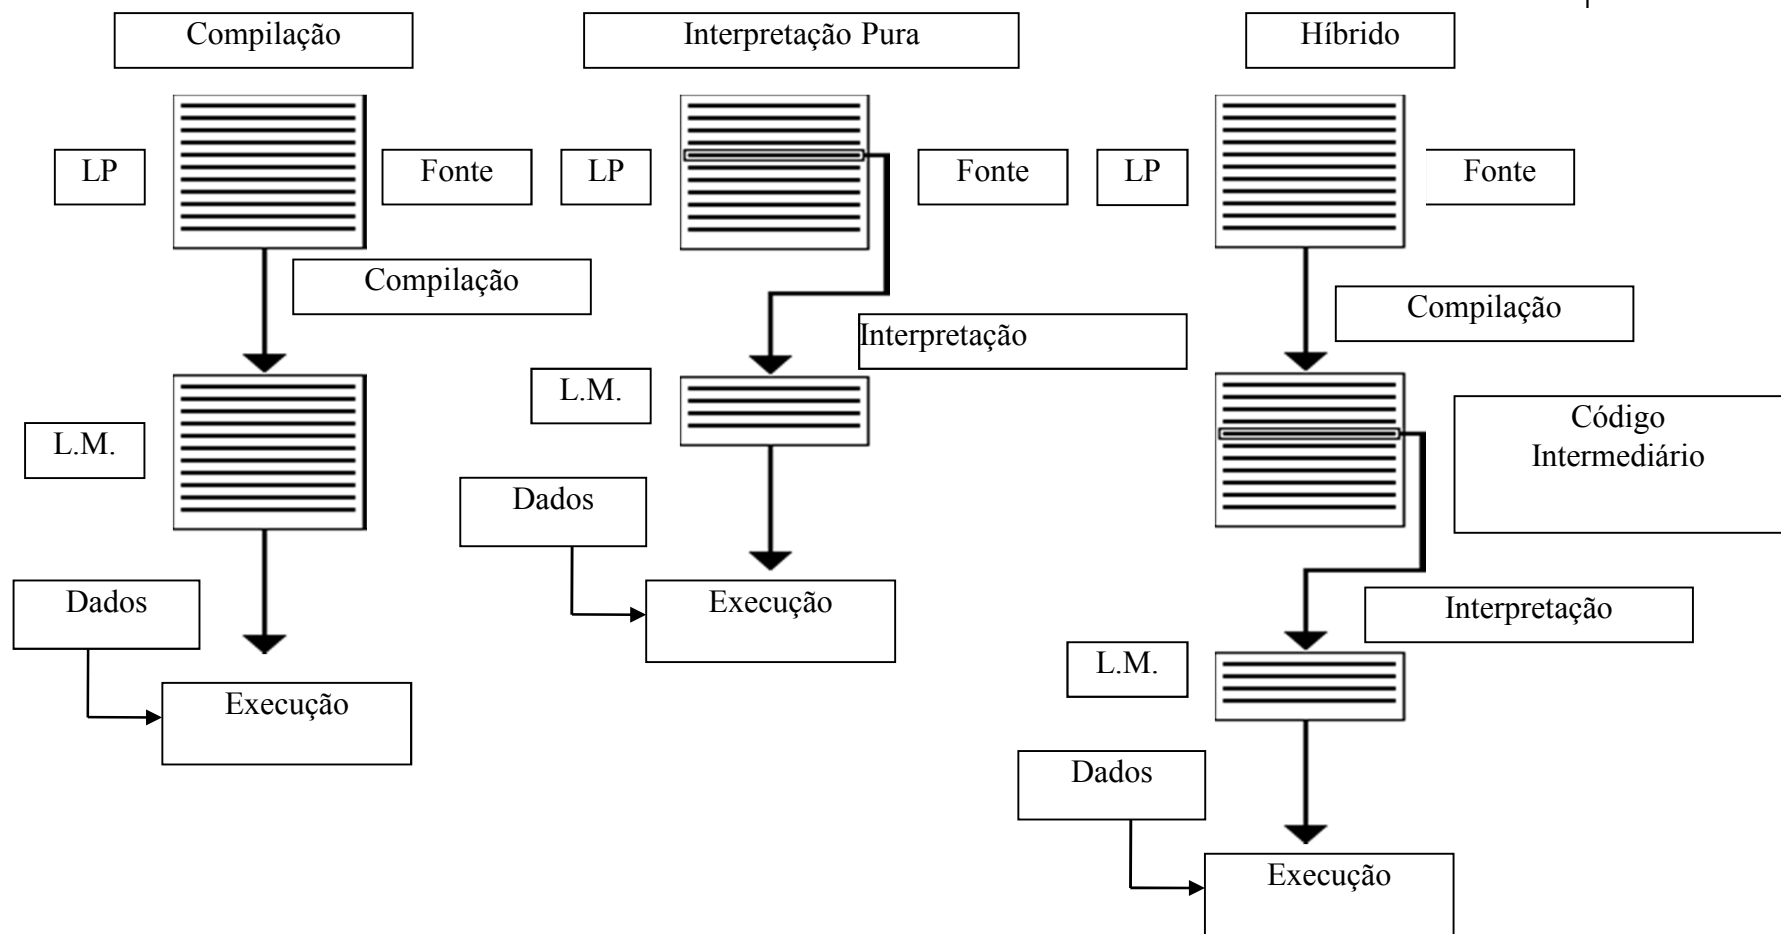 Compilação
Interpretação Pura
Híbrido
LP
Fonte
LP
Fonte
LP
Fonte
Compilação
Compilação
Interpretação
L.M.
L.M.
Código
Intermediário
Dados
Dados
Execução
Interpretação
L.M.
Execução
Dados
Execução